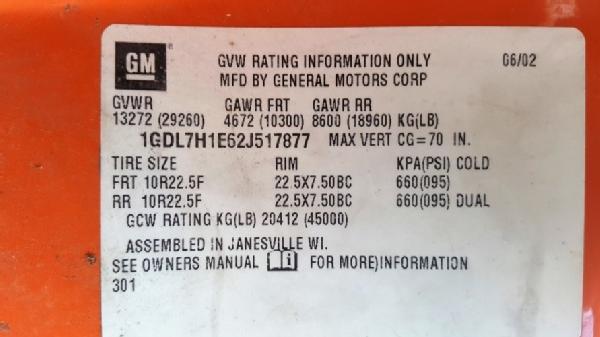 GM
GVW RATING INFORMATION ONLY 06/02
MFD BY GENERAL MOTORS CORP
GVWR GAWR FRT GAWR RR
13272 (29260) 4672 (10300) 8600 (18960) KG(LB)
1GDL7H1E62J517877 MAX VERT CG=70 IN.
TIRE SIZE RIM KPA(PSI) COLD
FRT 10R22.5F 22.5X7.50BC 660(095)
RR 10R22.5F 22.5X7.50BC 660(095) DUAL
GCW RATING KG(LB) 20412 (45000)
ASSEMBLED IN JANESVILLE WI.
SEE OWNERS MANUAL i FOR MORE)INFORMATION
301